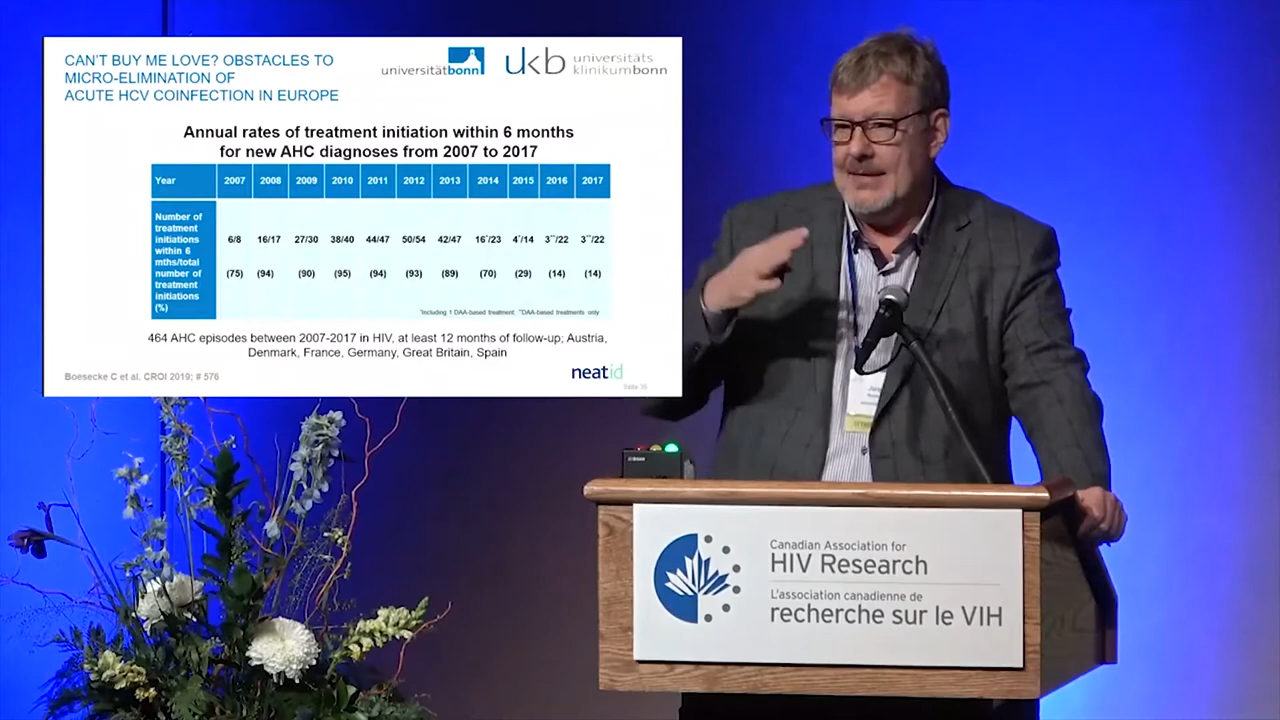 CAN'T BUY ME LOVE? OBSTACLES TO
MICRO-ELIMINATION OF
ACUTE HCV COINFECTION IN EUROPE
universitätbonn
ukb universitäts
klinikumbonn
Annual rates of treatment initiation within 6 months
for new AHC diagnoses from 2007 to 2017
Year 2007 2008 2009 2010 2011 2012 2013 2014 2015 2016 2017
Number of
treatment
initiations
within 6
mths/total
number of
treatment
initiations
(%)
6/8 16/17 27/30 38/40 44/47 50/54 42/47 16*/23 4*/14 3**/22 3**/22
(75) (94) (90) (95) (94) (93) (89) (70) (29) (14) (14)
*Including 1 DAA-based treatment, **DAA-based treatments only
464 AHC episodes between 2007-2017 in HIV, at least 12 months of follow-up; Austria,
Denmark, France, Germany, Great Britain, Spain
Boesecke C et al. CROI 2019; # 576
neatid
Seite 36
Canadian Association for
HIV Research
L'association canadienne de
recherche sur le VIH